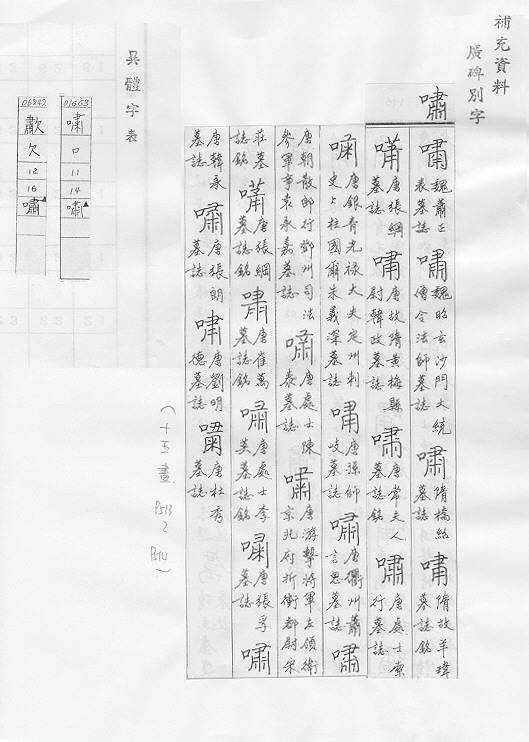 補充資料
廣碑別字
嘯
嘯 魏蕭正表墓誌 嘯 魏昭玄沙門大統僧令法師墓誌 嘯 隋橋紹墓誌 嘯 隋故羊瑋墓誌銘
嘯 唐張綱墓誌 嘯 唐故隋黃梅縣尉韓政墓誌 嘯 唐常夫人墓誌銘 嘯 唐處士索行墓誌
嘯 唐銀青光祿大夫定州刺史上柱國爾朱義深墓誌 嘯 唐孫師岐墓誌 嘯 唐衢州蕭言思墓誌 嘯
唐朝散郎行鄧州司法參軍事袁永嘉墓誌 嘯 唐處士陳泰墓誌 嘯 唐游擊將軍左領衛京兆府折衝都尉宋
莊墓誌銘 嘯 唐張綱墓誌銘 嘯 唐崔萬墓誌銘 嘯 唐處士李英墓誌銘 嘯 唐張孚墓誌 嘯
唐韓永墓誌 嘯 唐張朗墓誌 嘯 唐劉明德墓誌 嘯 唐杜秀墓誌
(十五畫 P513 P514)
異體字表
01663
嘯
口
11
14
嘯
06242
歗
欠
12
16
嘯